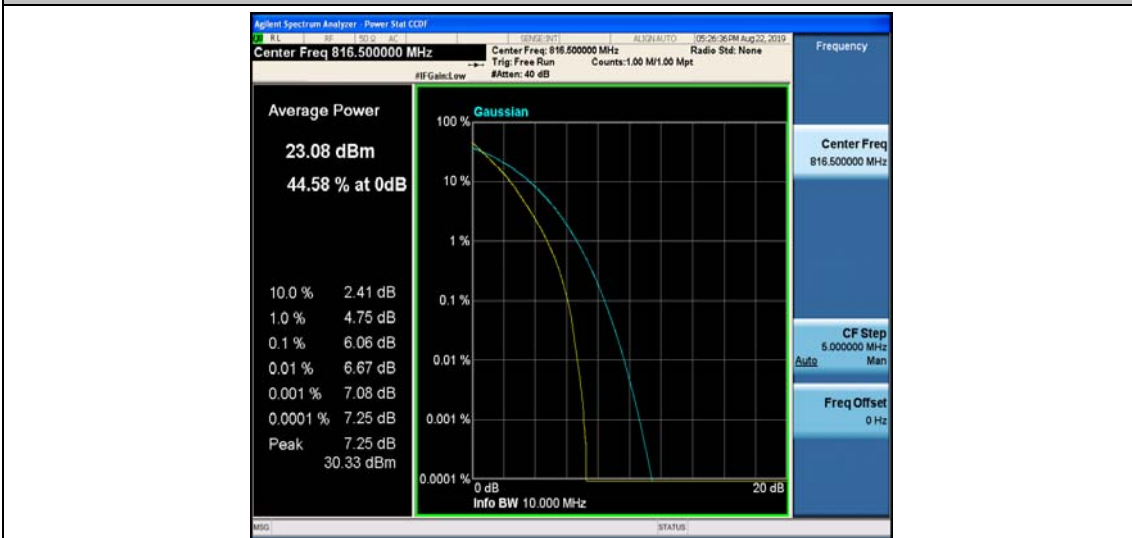 Agilent Spectrum Analyzer - Power Stat CCDF
RL RF 50 Ω AC SENSE:INT ALIGN AUTO 05:26:36 PM Aug 22, 2019
Center Freq 816.500000 MHz
Center Freq: 816.500000 MHz Radio Std: None
Trig: Free Run Counts:1.00 M/1.00 Mpt
#IFGain:Low #Atten: 40 dB
Frequency
Average Power
23.08 dBm
44.58 % at 0dB
10.0 % 2.41 dB
1.0 % 4.75 dB
0.1 % 6.06 dB
0.01 % 6.67 dB
0.001 % 7.08 dB
0.0001 % 7.25 dB
Peak 7.25 dB
30.33 dBm
Gaussian
100 %
10 %
1 %
0.1 %
0.01 %
0.001 %
0.0001 %
0 dB 20 dB
Info BW 10.000 MHz
Center Freq
816.500000 MHz
CF Step
5.000000 MHz
Auto Man
Freq Offset
0 Hz
MSG STATUS